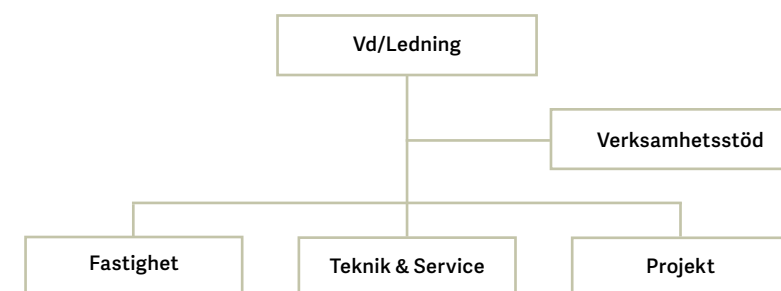 Vd/Ledning
Verksamhetsstöd
Fastighet
Teknik & Service
Projekt